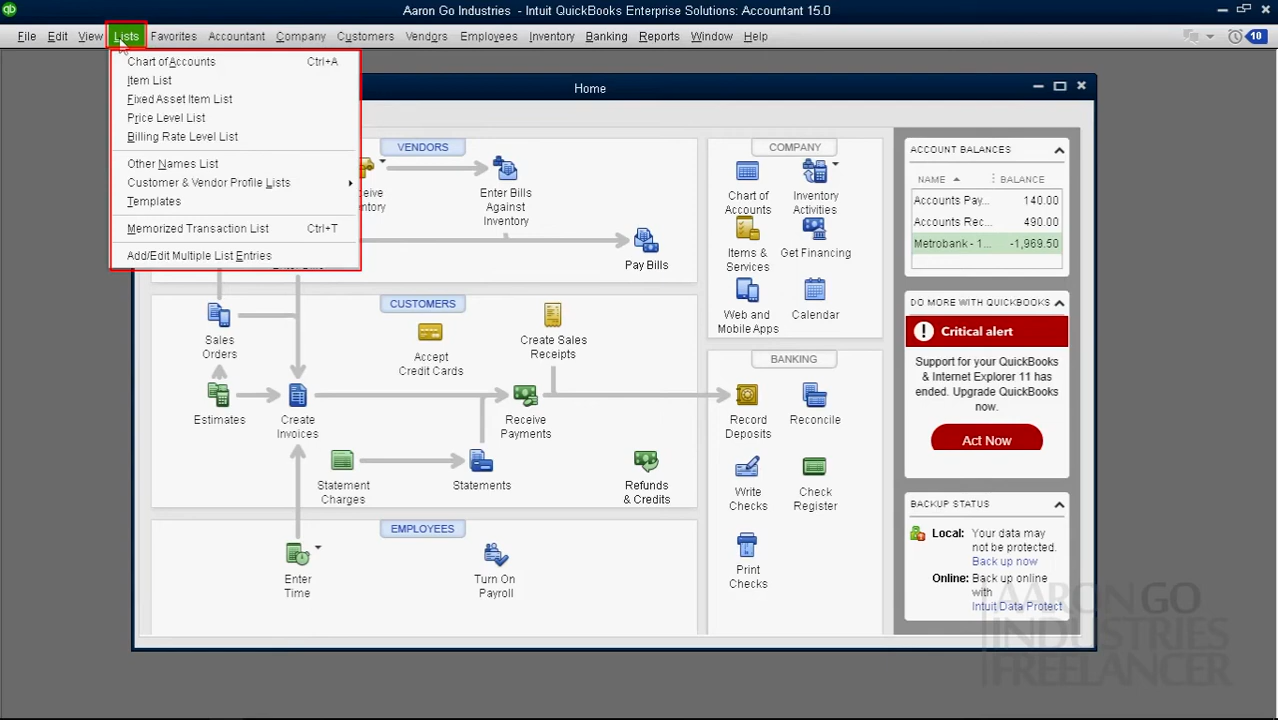 qb
Aaron Go Industries - Intuit QuickBooks Enterprise Solutions: Accountant 15.0
File Edit View Lists Favorites Accountant Company Customers Vendors Employees Inventory Banking Reports Window Help
10
Chart of Accounts Ctrl+A
Item List
Fixed Asset Item List
Price Level List
Billing Rate Level List
Other Names List
Customer & Vendor Profile Lists
Templates
Memorized Transaction List Ctrl+T
Add/Edit Multiple List Entries
Home
VENDORS
Enter Bills
Against
Inventory
Pay Bills
CUSTOMERS
Sales
Orders
Accept
Credit Cards
Create Sales
Receipts
Estimates
Create
Invoices
Receive
Payments
Statement
Charges
Statements
Refunds
& Credits
EMPLOYEES
Enter
Time
Turn On
Payroll
COMPANY
Chart of
Accounts
Inventory
Activities
Items &
Services
Get Financing
Web and
Mobile Apps
Calendar
BANKING
Record
Deposits
Reconcile
Write
Checks
Check
Register
Print
Checks
ACCOUNT BALANCES
NAME BALANCE
Accounts Pay... 140.00
Accounts Rec... 490.00
Metrobank - 1... -1,969.50
DO MORE WITH QUICKBOOKS
Critical alert
Support for your QuickBooks
& Internet Explorer 11 has
ended. Upgrade QuickBooks
now.
Act Now
BACKUP STATUS
Local: Your data may
not be protected.
Back up now
Online: Back up online
with
Intuit Data Protect
AARON GO
INDUSTRIES
FREELANCER